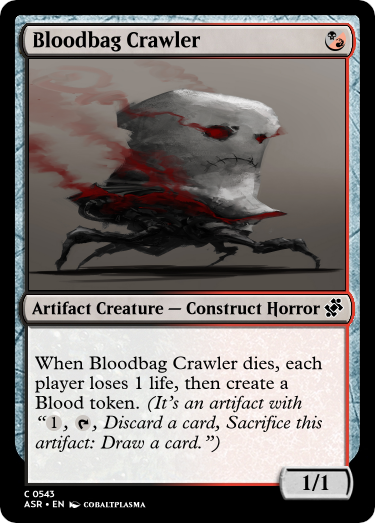 Bloodbag Crawler
Artifact Creature — Construct Horror
When Bloodbag Crawler dies, each
player loses 1 life, then create a
Blood token. (It's an artifact with
“1, , Discard a card, Sacrifice this
artifact: Draw a card.”)
1/1
C 0543
ASR • EN COBALTPLASMA